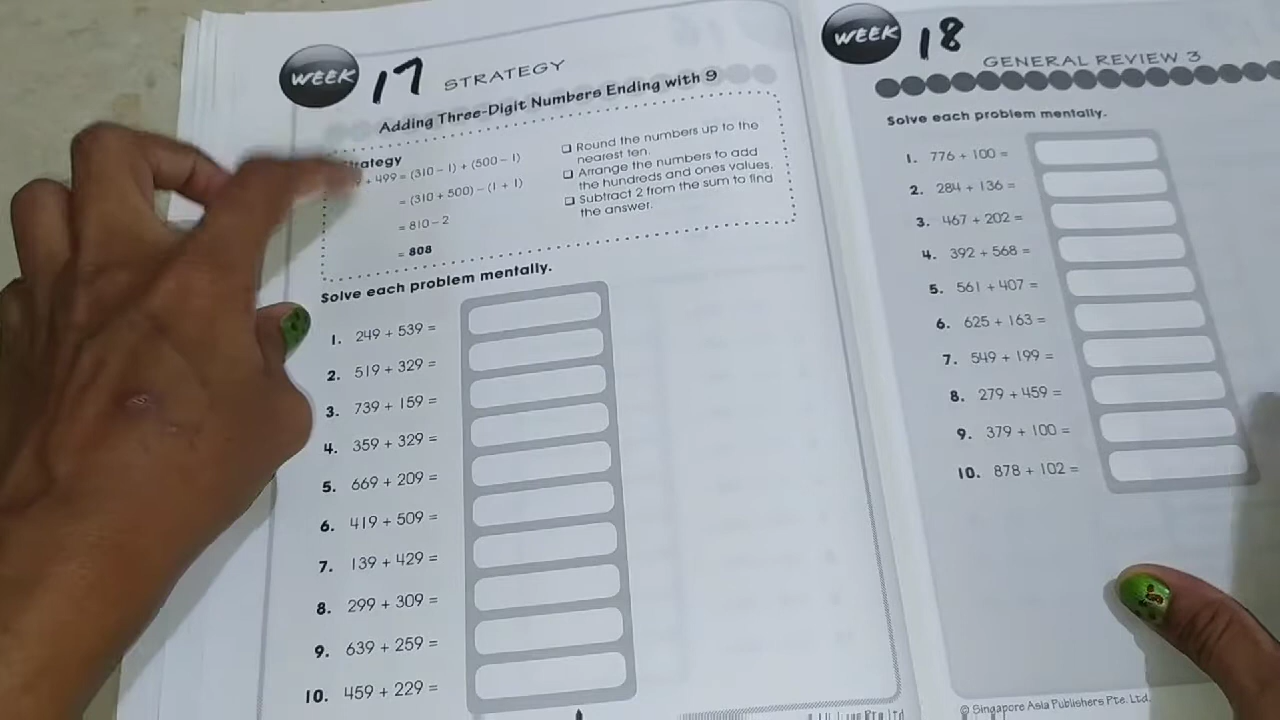 WEEK 17 STRATEGY
Adding Three-Digit Numbers Ending with 9
+ 499 = (310 – 1) + (500 – 1)
= (310 + 500) – (1 + 1)
= 810 – 2
= 808
❑ Round the numbers up to the
nearest ten.
❑ Arrange the numbers to add
the hundreds and ones values.
❑ Subtract 2 from the sum to find
the answer.
Solve each problem mentally.
1. 249 + 539 =
2. 519 + 329 =
3. 739 + 159 =
4. 359 + 329 =
5. 669 + 209 =
6. 419 + 509 =
7. 139 + 429 =
8. 299 + 309 =
9. 639 + 259 =
10. 459 + 229 =
WEEK 18
GENERAL REVIEW 3
Solve each problem mentally.
1. 776 + 100 =
2. 284 + 136 =
3. 467 + 202 =
4. 392 + 568 =
5. 561 + 407 =
6. 625 + 163 =
7. 549 + 199 =
8. 279 + 459 =
9. 379 + 100 =
10. 878 + 102 =
© Singapore Asia Publishers Pte. Ltd.